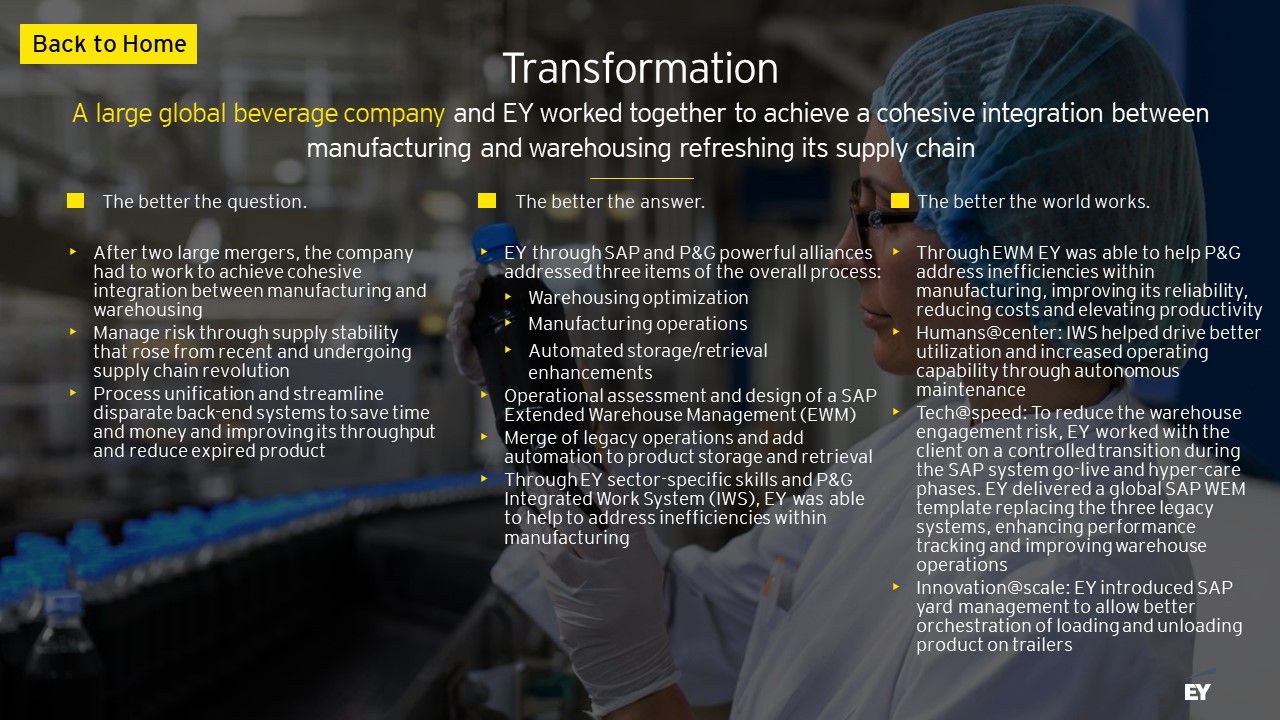 Back to Home
Transformation
A large global beverage company and EY worked together to achieve a cohesive integration between
manufacturing and warehousing refreshing its supply chain
The better the question.
After two large mergers, the company
had to work to achieve cohesive
integration between manufacturing and
warehousing
Manage risk through supply stability
that rose from recent and undergoing
supply chain revolution
Process unification and streamline
disparate back-end systems to save time
and money and improving its throughput
and reduce expired product
The better the answer.
EY through SAP and P&G powerful alliances
addressed three items of the overall process:
Warehousing optimization
Manufacturing operations
Automated storage/retrieval
enhancements
Operational assessment and design of a SAP
Extended Warehouse Management (EWM)
Merge of legacy operations and add
automation to product storage and retrieval
Through EY sector-specific skills and P&G
Integrated Work System (IWS), EY was able
to help to address inefficiencies within
manufacturing
The better the world works.
Through EWM EY was able to help P&G
address inefficiencies within
manufacturing, improving its reliability,
reducing costs and elevating productivity
Humans@center: IWS helped drive better
utilization and increased operating
capability through autonomous
maintenance
Tech@speed: To reduce the warehouse
engagement risk, EY worked with the
client on a controlled transition during
the SAP system go-live and hyper-care
phases. EY delivered a global SAP WEM
template replacing the three legacy
systems, enhancing performance
tracking and improving warehouse
operations
Innovation@scale: EY introduced SAP
yard management to allow better
orchestration of loading and unloading
product on trailers
EY